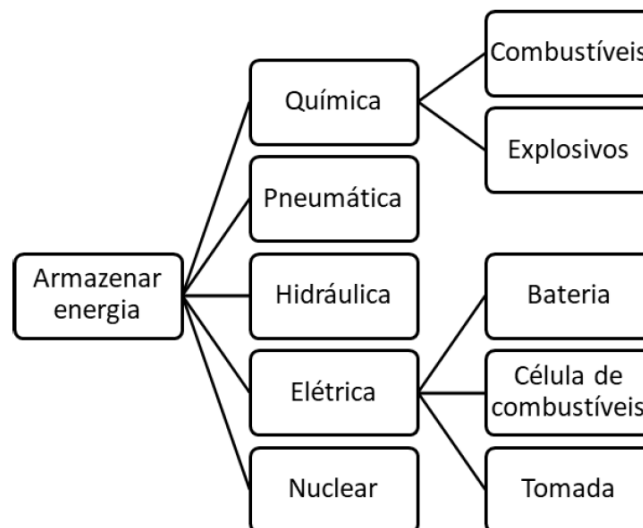 Armazenar
energia
Química
Pneumática
Hidráulica
Elétrica
Nuclear
Combustíveis
Explosivos
Bateria
Célula de
combustíveis
Tomada